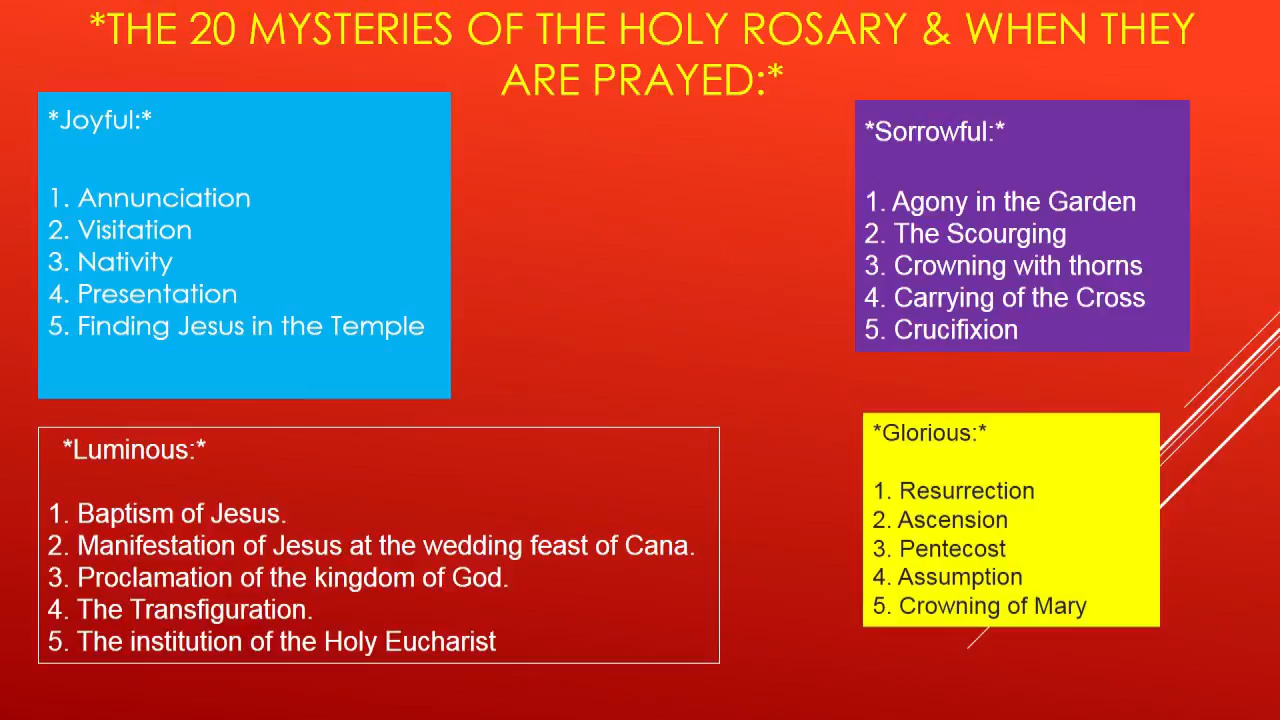 *THE 20 MYSTERIES OF THE HOLY ROSARY & WHEN THEY
ARE PRAYED:*
*Joyful:*
1. Annunciation
2. Visitation
3. Nativity
4. Presentation
5. Finding Jesus in the Temple
*Sorrowful:*
1. Agony in the Garden
2. The Scourging
3. Crowning with thorns
4. Carrying of the Cross
5. Crucifixion
*Luminous:*
1. Baptism of Jesus.
2. Manifestation of Jesus at the wedding feast of Cana.
3. Proclamation of the kingdom of God.
4. The Transfiguration.
5. The institution of the Holy Eucharist
*Glorious:*
1. Resurrection
2. Ascension
3. Pentecost
4. Assumption
5. Crowning of Mary